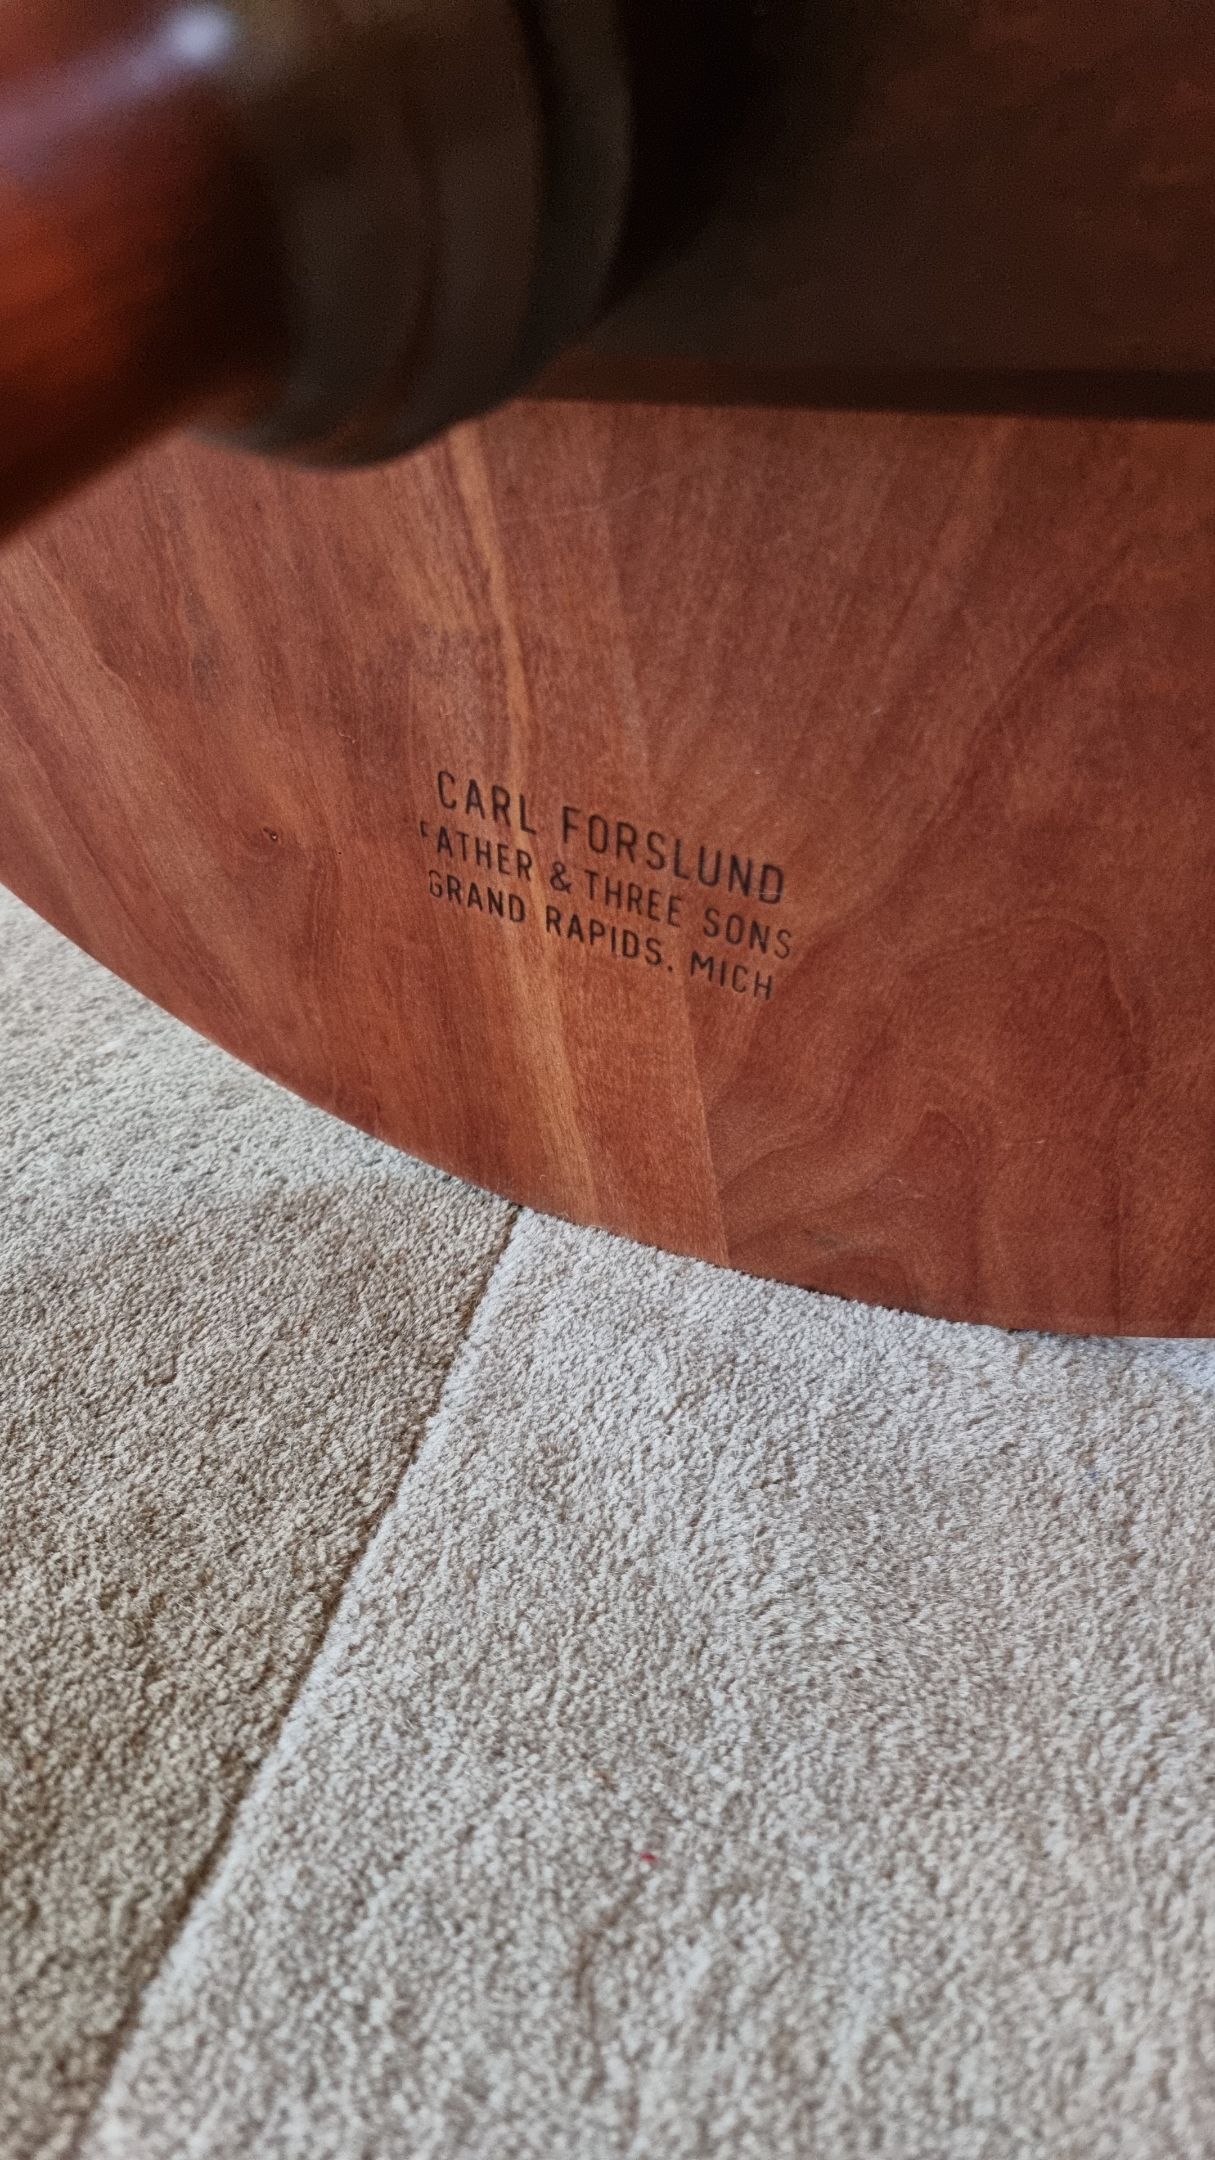 CARL FORSLUND
FATHER & THREE SONS
GRAND RAPIDS. MICH